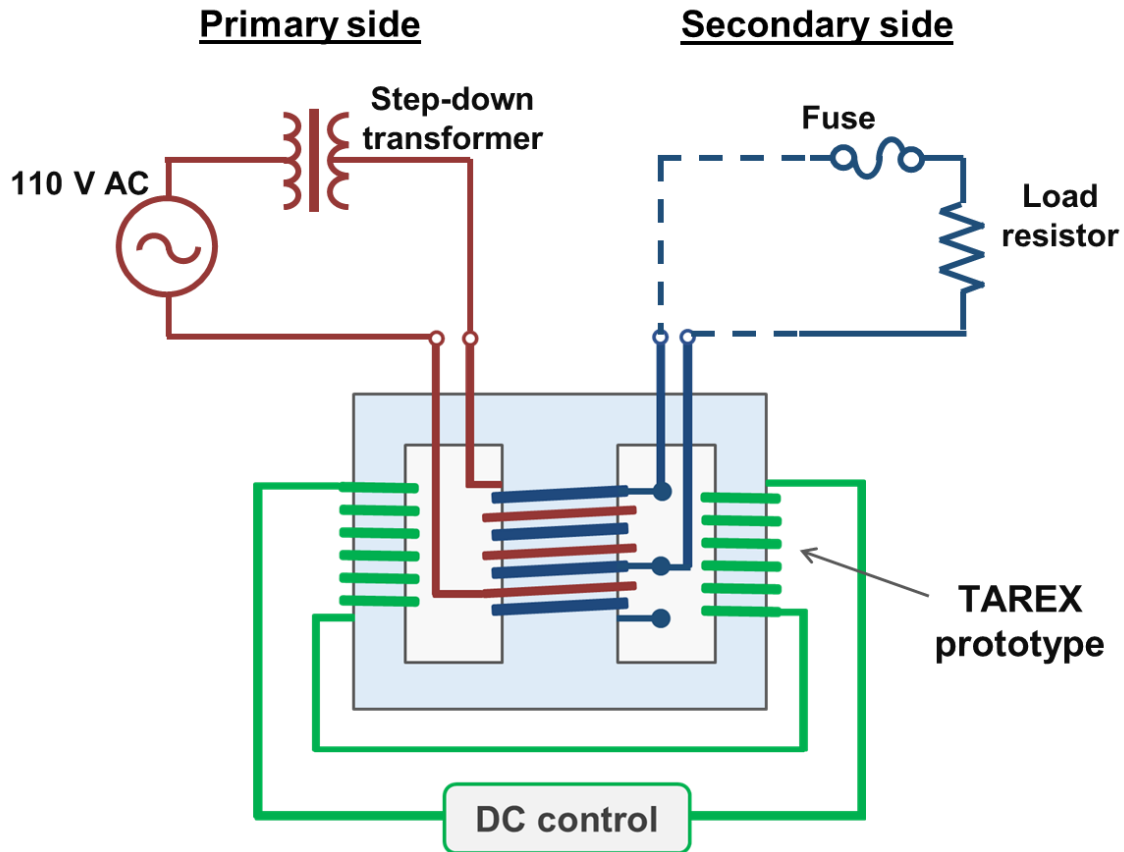 Primary side
Secondary side
Step-down
transformer
110 V AC
Fuse
Load
resistor
TAREX
prototype
DC control